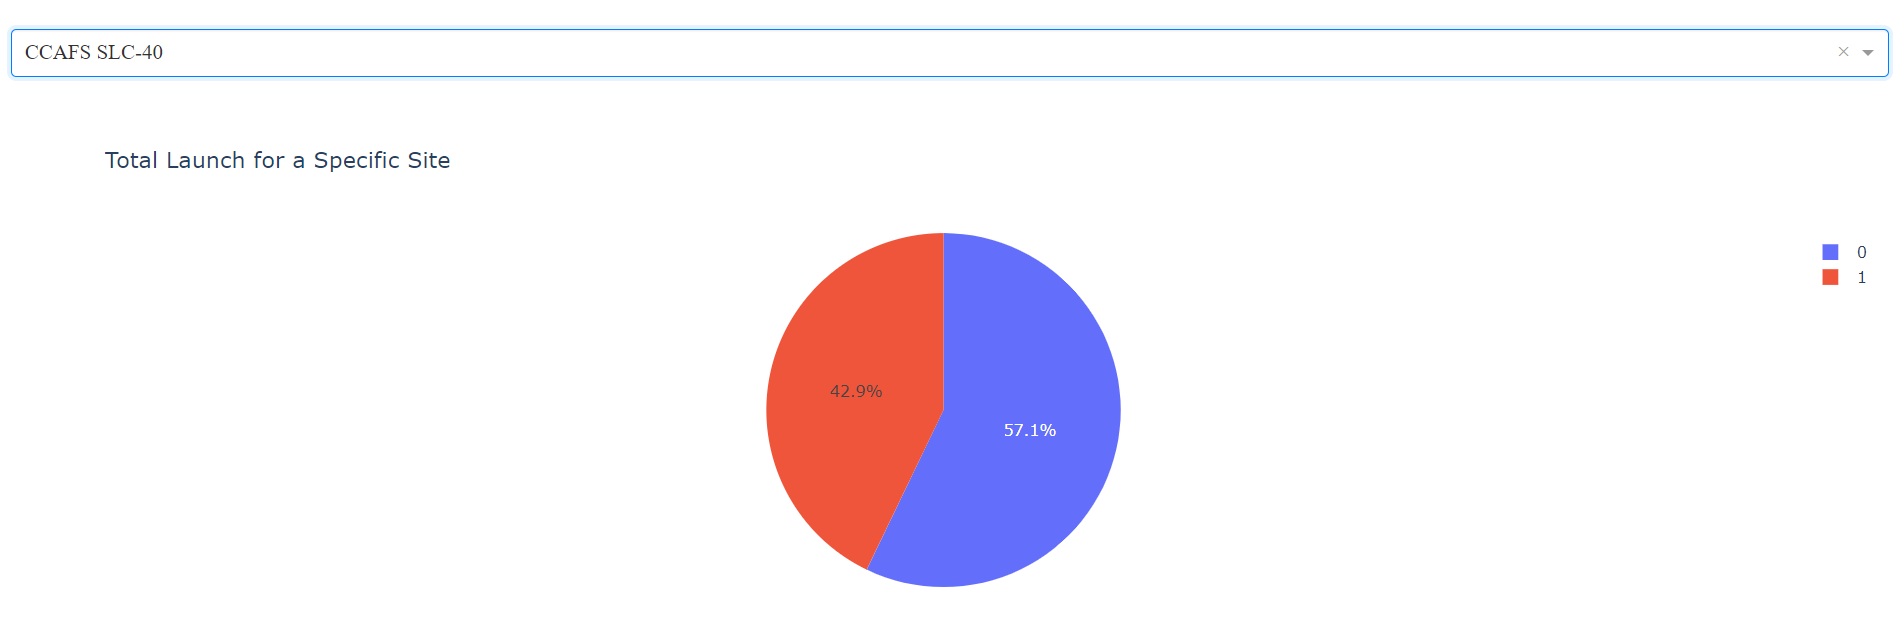 CCAFS SLC-40
Total Launch for a Specific Site
0
1
42.9%
57.1%